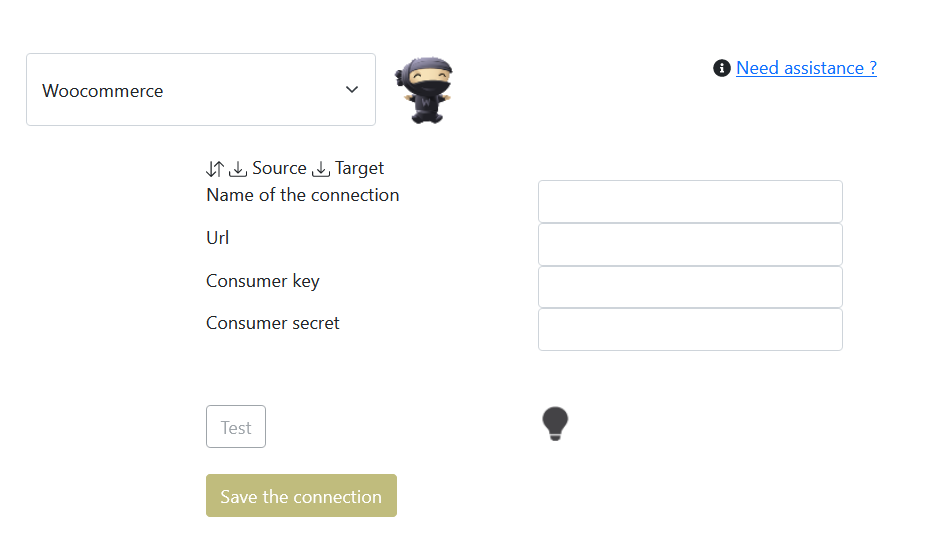 Woocommerce
W
Need assistance ?
Source Target
Name of the connection
Url
Consumer key
Consumer secret
Test
Save the connection